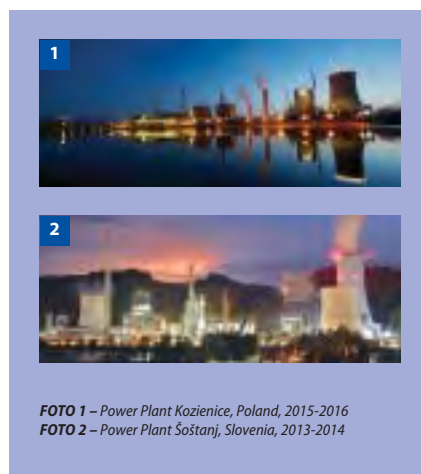 1
2
FOTO 1 – Power Plant Kozienice, Poland, 2015-2016
FOTO 2 – Power Plant Šoštanj, Slovenia, 2013-2014